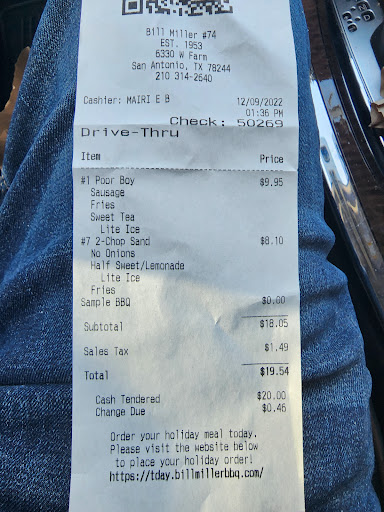 Bill Miller #74
EST. 1953
6330 W Farm
San Antonio, TX 78244
210 314-2640
Cashier: MAIRI E B 12/09/2022
01:36 PM
Check: 50269
Drive-Thru
Item Price
#1 Poor Boy $9.95
Sausage
Fries
Sweet Tea
Lite Ice
#7 2-Chop Sand $8.10
No Onions
Half Sweet/Lemonade
Lite Ice
Fries
Sample BBQ $0.00
Subtotal $18.05
Sales Tax $1.49
Total $19.54
Cash Tendered $20.00
Change Due $0.46
Order your holiday meal today.
Please visit the website below
to place your holiday order!
https://tday.billmillerbbq.com/